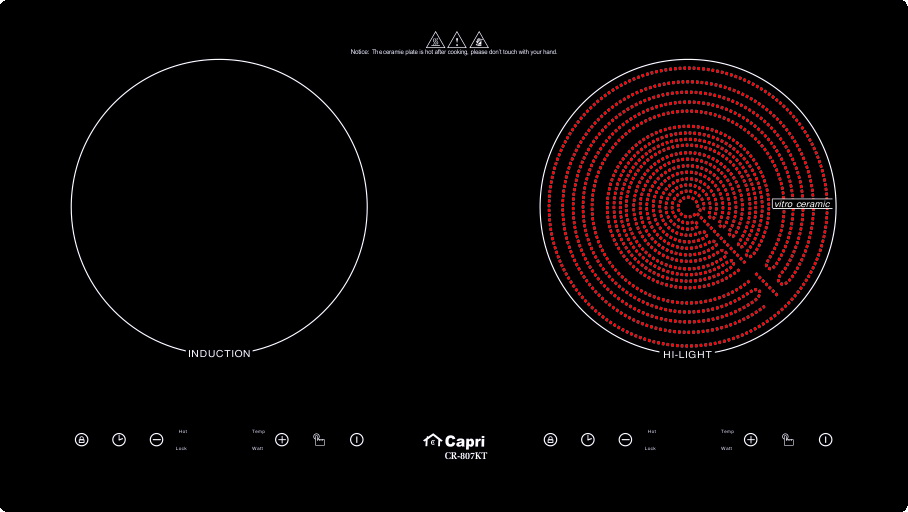 Notice: The ceramic plate is hot after cooking, please don't touch with your hand.
vitro ceramic
INDUCTION
HI-LIGHT
Hot
Temp
Lock
Watt
Capri
CR-807KT
Hot
Temp
Lock
Watt